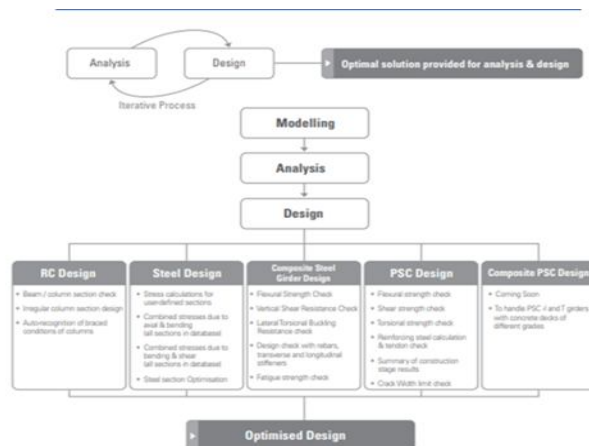 Analysis
Design
Optimal solution provided for analysis & design
Iterative Process
Modelling
Analysis
Design
RC Design
• Beam / column section check
• Irregular column section design
• Auto-recognition of braced
conditions of columns
Steel Design
• Stress calculations for
userdefined sections
• Combined stresses due to
axial & bending
(all sections in database)
• Combined stresses due to
bending & shear
(all sections in database)
• Steel section Optimisation
Composite Steel
Girder Design
• Flexural Strength Check
• Vertical Shear Resistance Check
• Lateral Torsional Buckling
Resistance check
• Design check with rebars,
transverse and longitudinal
stiffeners
• Fatigue strength check
PSC Design
• Flexural strength check
• Shear strength check
• Torsional strength check
• Reinforcing steel calculation
& tendon check
• Summary of construction
stage results
• Crack Width limit check
Composite PSC Design
• Coming Soon
• To handle PSC -I and T girders
with concrete decks of
different grades
Optimised Design